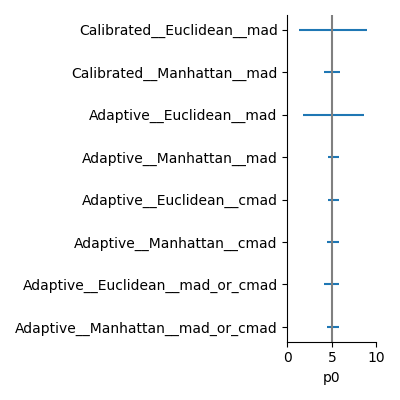 Calibrated__Euclidean__mad
Calibrated__Manhattan__mad
Adaptive__Euclidean__mad
Adaptive__Manhattan__mad
Adaptive__Euclidean__cmad
Adaptive__Manhattan__cmad
Adaptive__Euclidean__mad_or_cmad
Adaptive__Manhattan__mad_or_cmad
0 5 10
p0